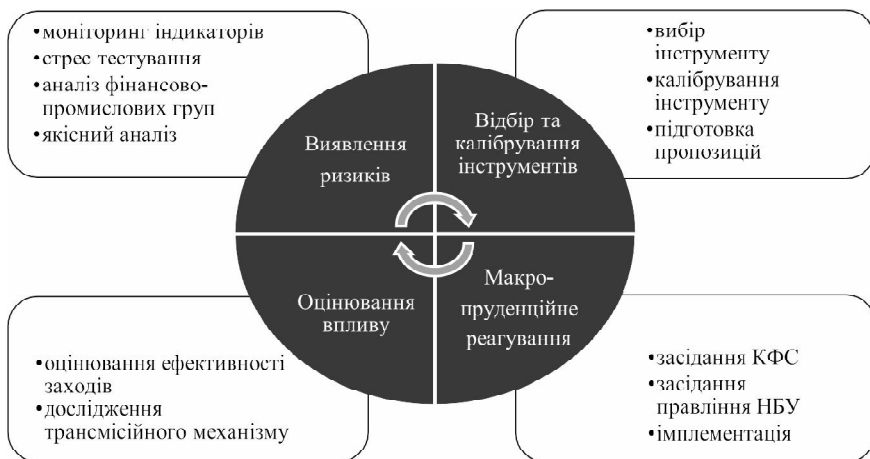 •моніторинг індикаторів
•стрес тестування
•аналіз фінансово-
промислових груп
•якісний аналіз
•вибір
інструменту
•калібрування
інструменту
•підготовка
пропозицій
Виявлення
ризиків
Відбір та
калібрування
інструментів
Оцінювання
впливу
Макро-
пруденційне
реагування
•оцінювання ефективності
заходів
•дослідження
трансмісійного механізму
•засідання КФС
•засідання
правління НБУ
•імплементація